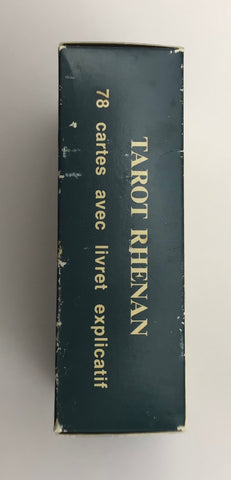 TAROT RHENAN
78 cartes avec livret explicatif